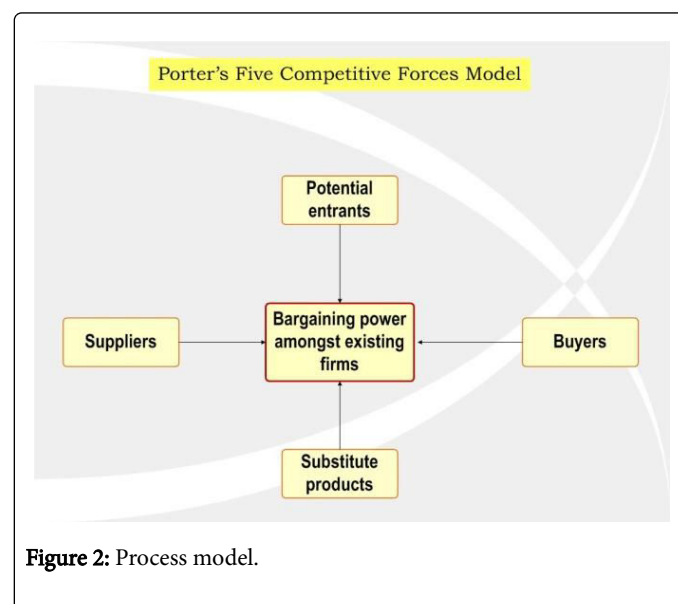 Porter's Five Competitive Forces Model
Potential
entrants
Suppliers
Bargaining power
amongst existing
firms
Buyers
Substitute
products
Figure 2: Process model.